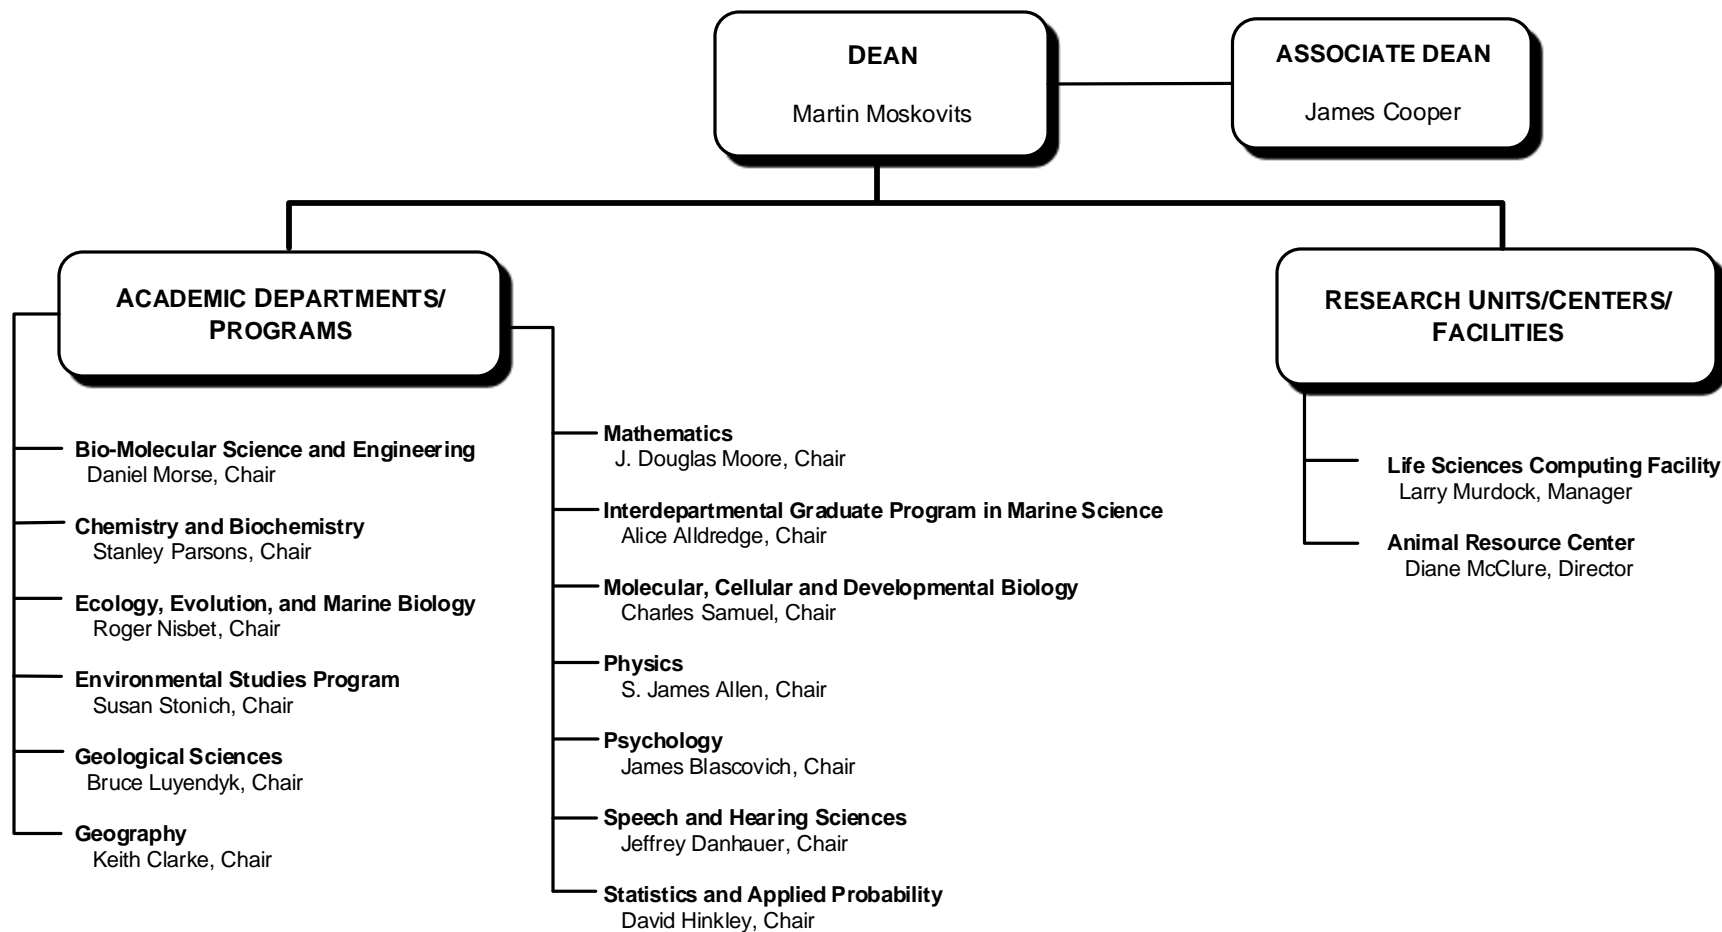 DEAN
Martin Moskovits
ASSOCIATE DEAN
James Cooper
ACADEMIC DEPARTMENTS/
PROGRAMS
RESEARCH UNITS/CENTERS/
FACILITIES
Bio-Molecular Science and Engineering
Daniel Morse, Chair
Chemistry and Biochemistry
Stanley Parsons, Chair
Ecology, Evolution, and Marine Biology
Roger Nisbet, Chair
Environmental Studies Program
Susan Stonich, Chair
Geological Sciences
Bruce Luyendyk, Chair
Geography
Keith Clarke, Chair
Mathematics
J. Douglas Moore, Chair
Interdepartmental Graduate Program in Marine Science
Alice Alldredge, Chair
Molecular, Cellular and Developmental Biology
Charles Samuel, Chair
Physics
S. James Allen, Chair
Psychology
James Blascovich, Chair
Speech and Hearing Sciences
Jeffrey Danhauer, Chair
Statistics and Applied Probability
David Hinkley, Chair
Life Sciences Computing Facility
Larry Murdock, Manager
Animal Resource Center
Diane McClure, Director